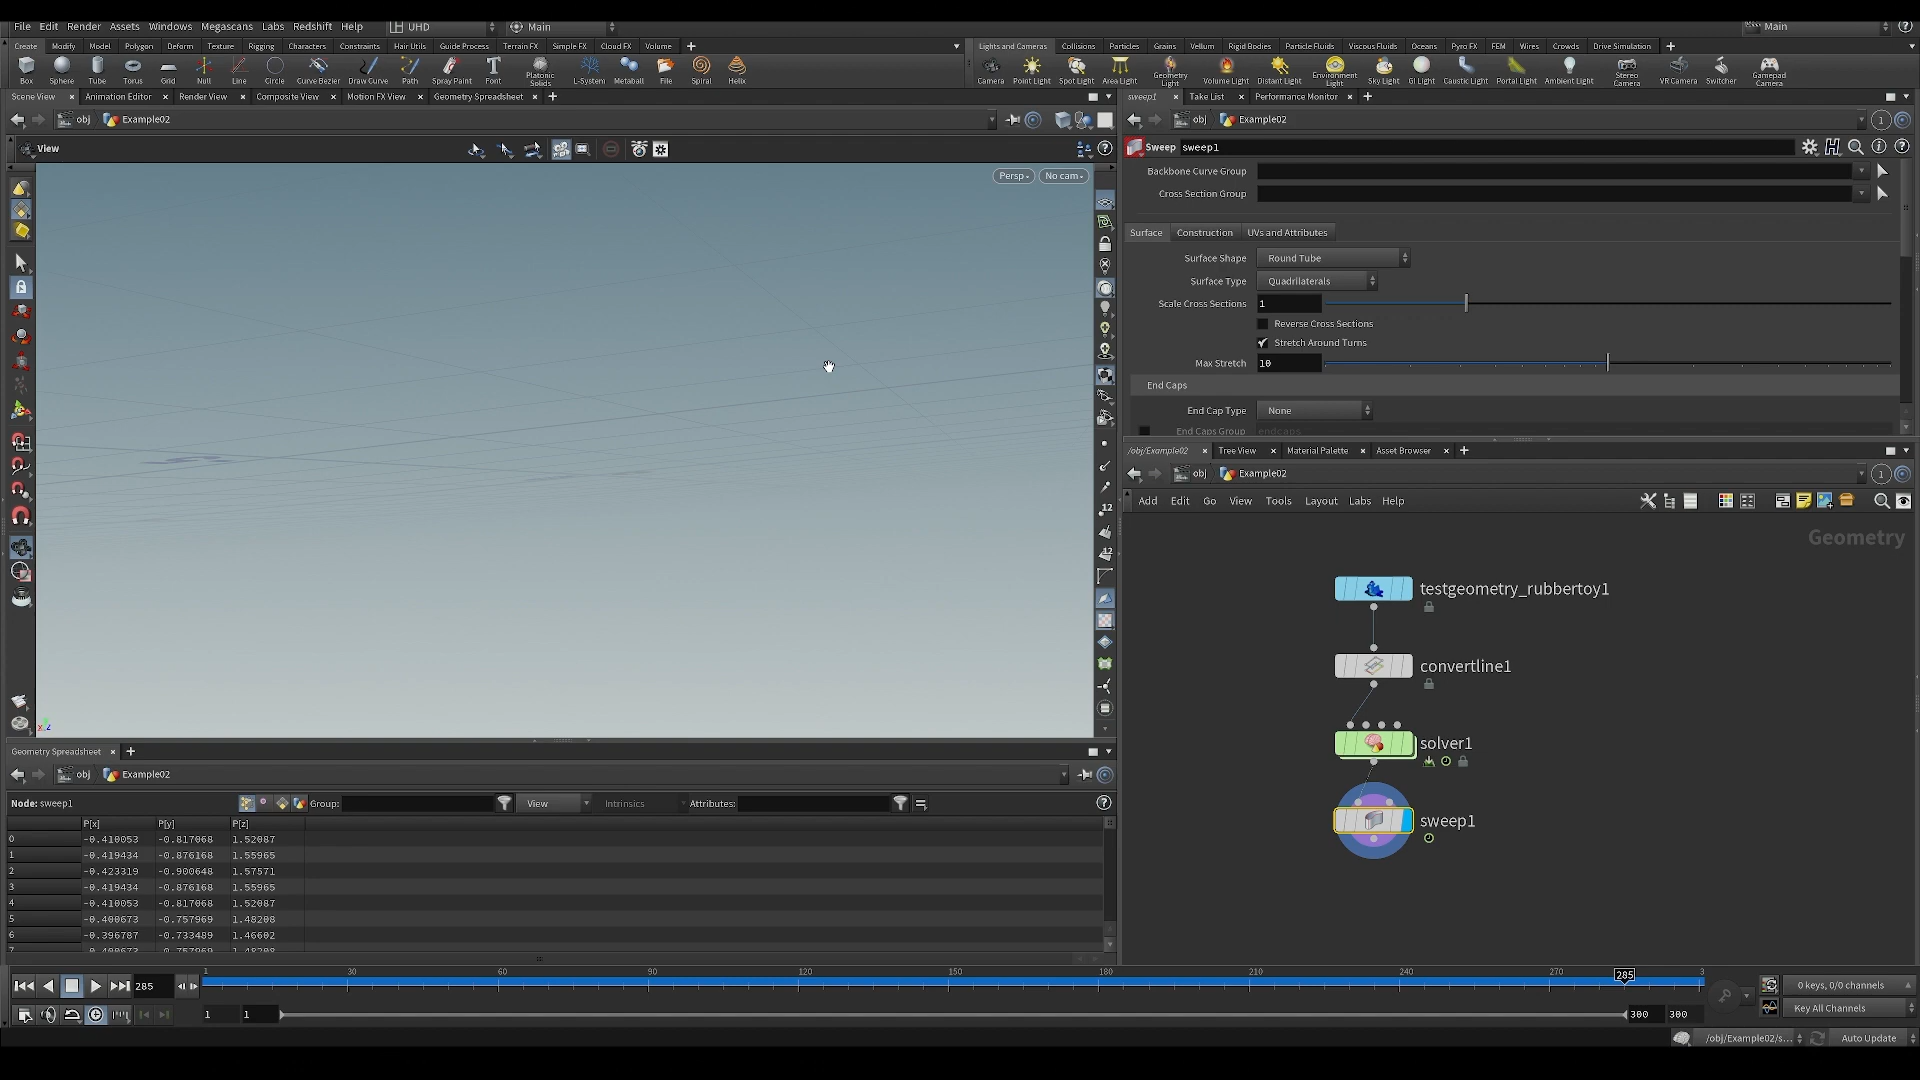 File Edit Render Assets Windows Megascans Labs Redshift Help UHD Main Main
Create Modify Model Polygon Deform Texture Rigging Characters Constraints Hair Utils Guide Process Terrain FX Simple FX Cloud FX Volume
Lights and Cameras Collisions Particles Grains Vellum Rigid Bodies Particle Fluids Viscous Fluids Oceans Pyro FX FEM Wires Crowds Drive Simulation
Box Sphere Tube Torus Grid Null Line Circle Curve Bezier Draw Curve Path Spray Paint Font Platonic Solids L-System Metaball File Spiral Helix
Camera Point Light Spot Light Area Light Geometry Light Volume Light Distant Light Environment Light Sky Light GI Light Caustic Light Portal Light Ambient Light Stereo Camera VR Camera Switcher Gamepad Camera
Scene View Animation Editor Render View Composite View Motion FX View Geometry Spreadsheet
sweep1 Take List Performance Monitor
obj Example02
obj Example02
View
Persp No cam
Sweep sweep1
Backbone Curve Group
Cross Section Group
Surface Construction UVs and Attributes
Surface Shape Round Tube
Surface Type Quadrilaterals
Scale Cross Sections 1
Reverse Cross Sections
Stretch Around Turns
Max Stretch 10
End Caps
End Cap Type None
End Caps Group endcaps
/obj/Example02 Tree View Material Palette Asset Browser
obj Example02
Add Edit Go View Tools Layout Labs Help
Geometry
testgeometry_rubbertoy1
convertline1
solver1
sweep1
Geometry Spreadsheet
obj Example02
Node: sweep1 Group: View Intrinsics Attributes:
P[x] P[y] P[z]
0 -0.410053 -0.817068 1.52087
1 -0.419434 -0.876168 1.55965
2 -0.423319 -0.900648 1.57571
3 -0.419434 -0.876168 1.55965
4 -0.410053 -0.817068 1.52087
5 -0.400673 -0.757969 1.48208
6 -0.396787 -0.733489 1.46602
7 -0.400673 -0.757969 1.48208
1 30 60 90 120 150 180 210 240 270 285 3
285
0 keys, 0/0 channels
1 1 300 300
Key All Channels
/obj/Example02/s... Auto Update